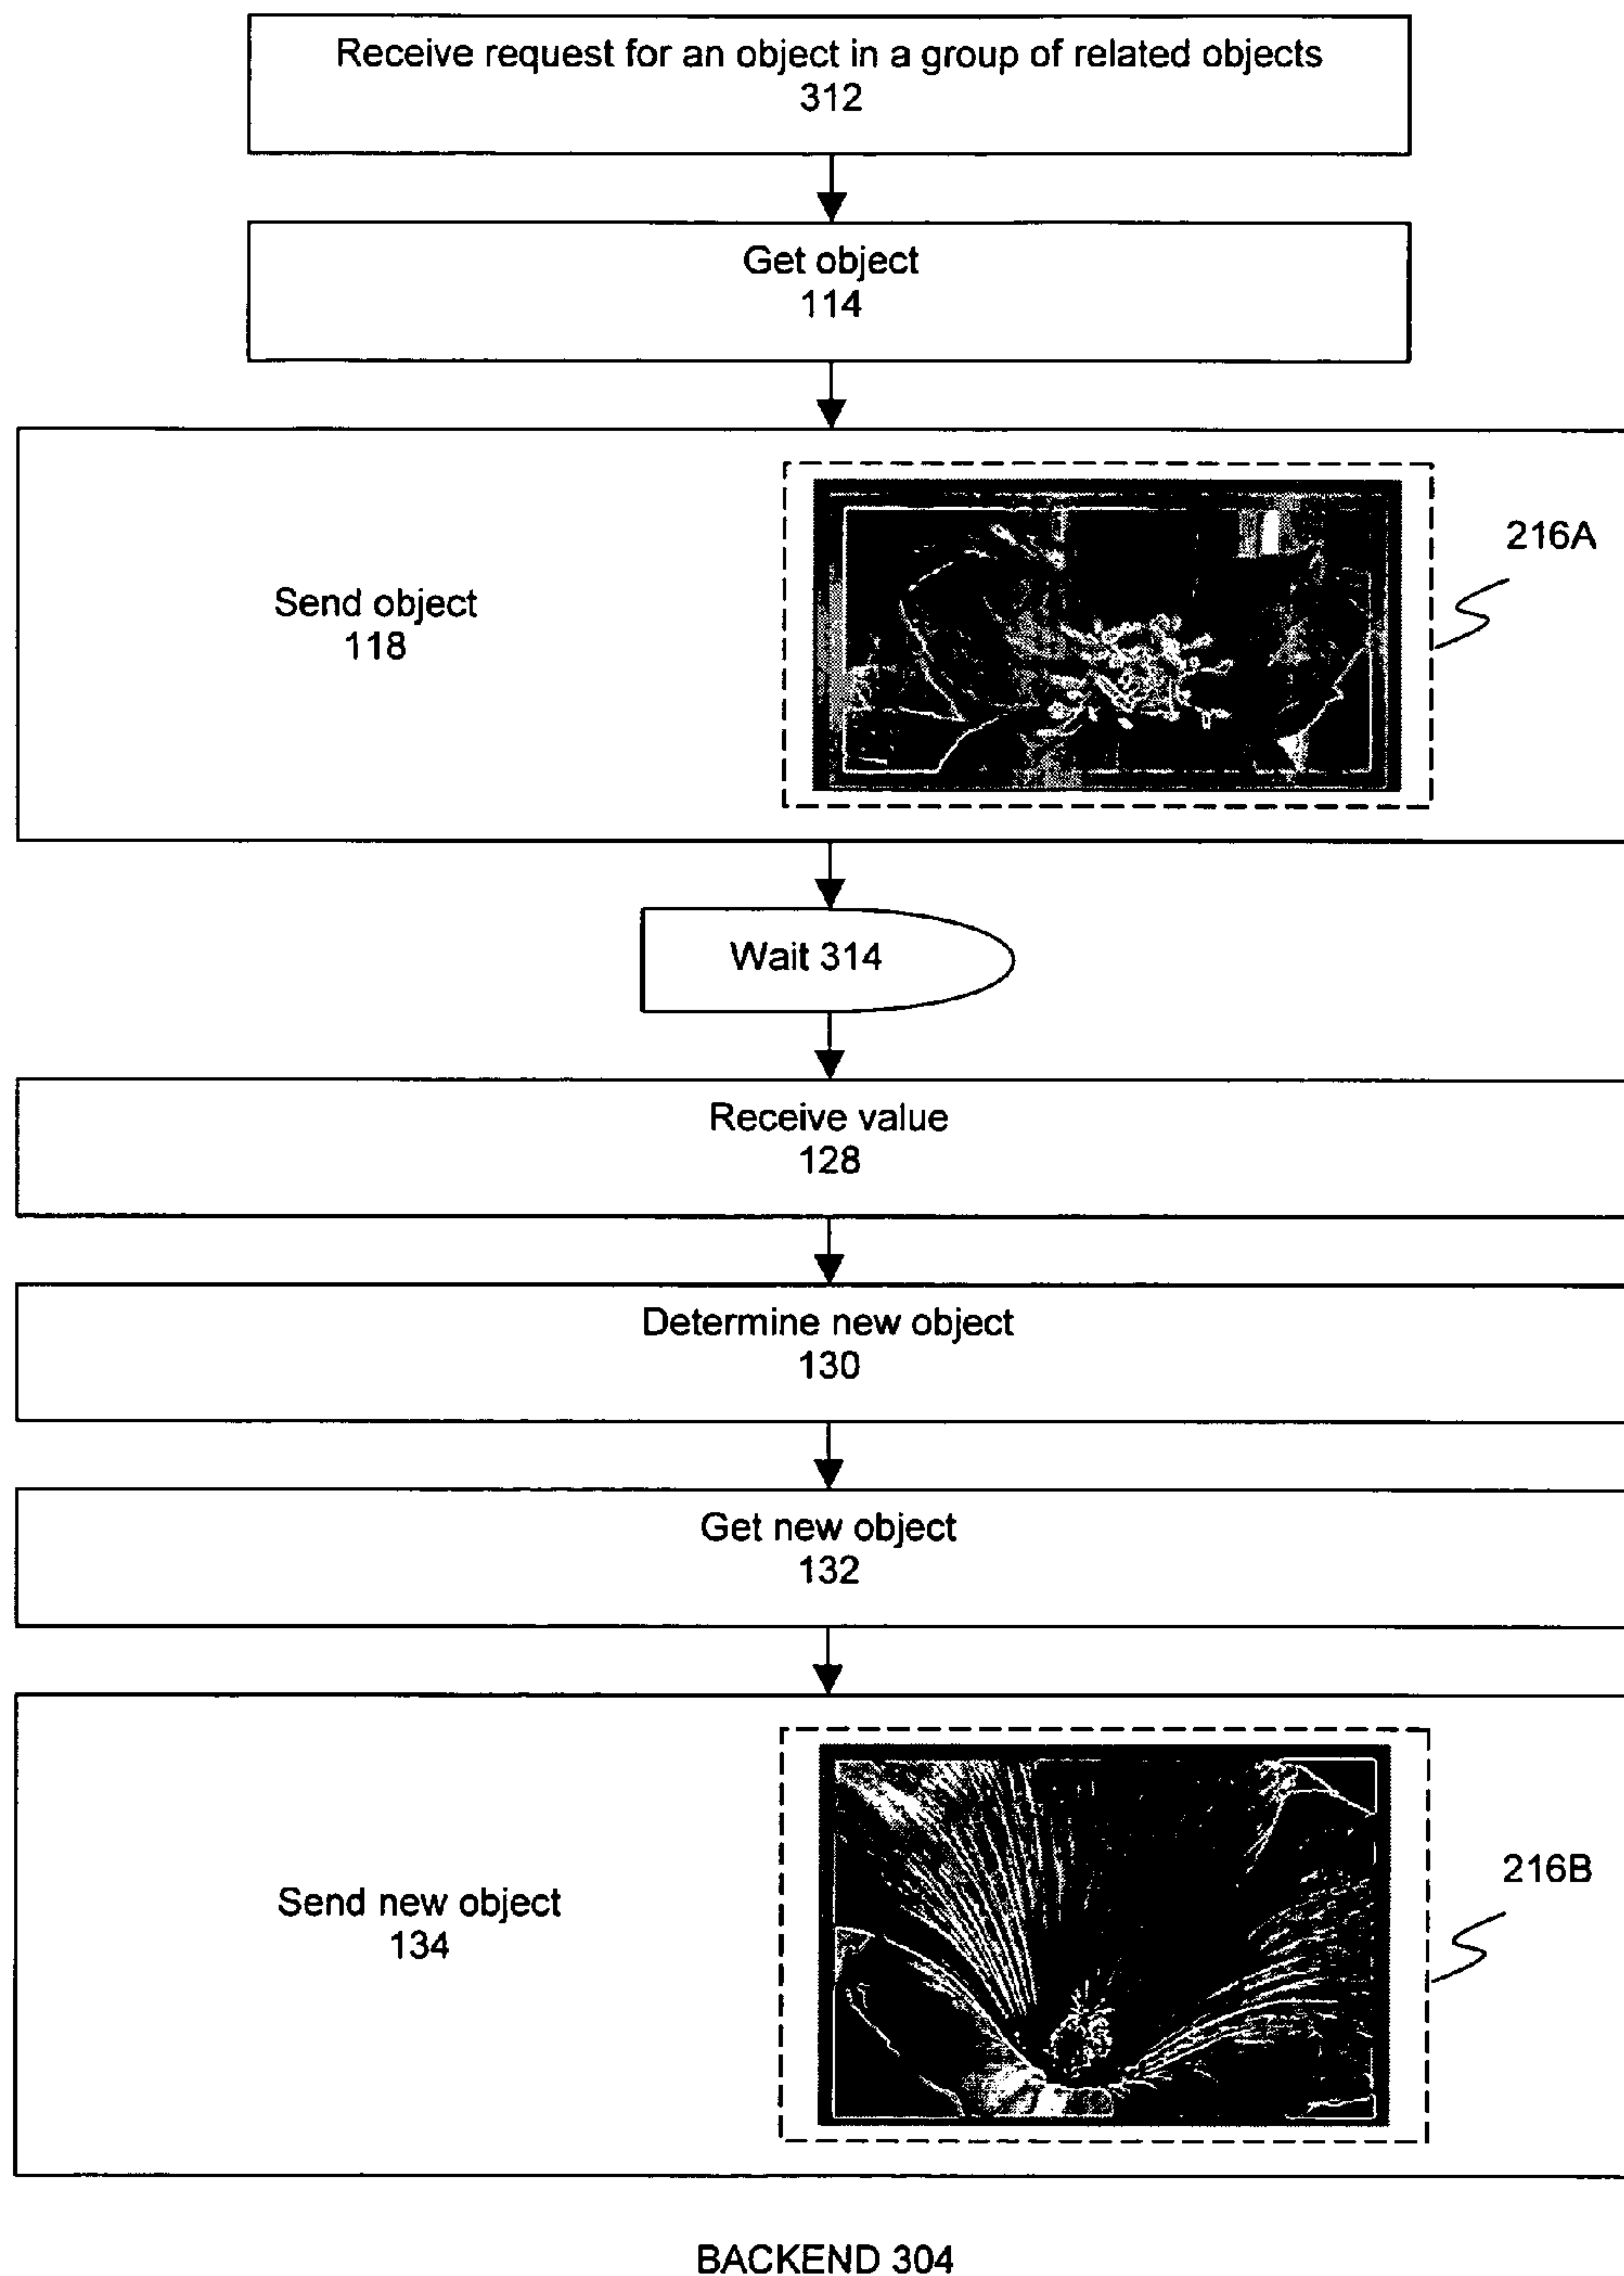 Receive request for an object in a group of related objects
312
Get object
114
216A
Send object
118
Wait 314
Receive value
128
Determine new object
130
Get new object
132
216B
Send new object
134
BACKEND 304